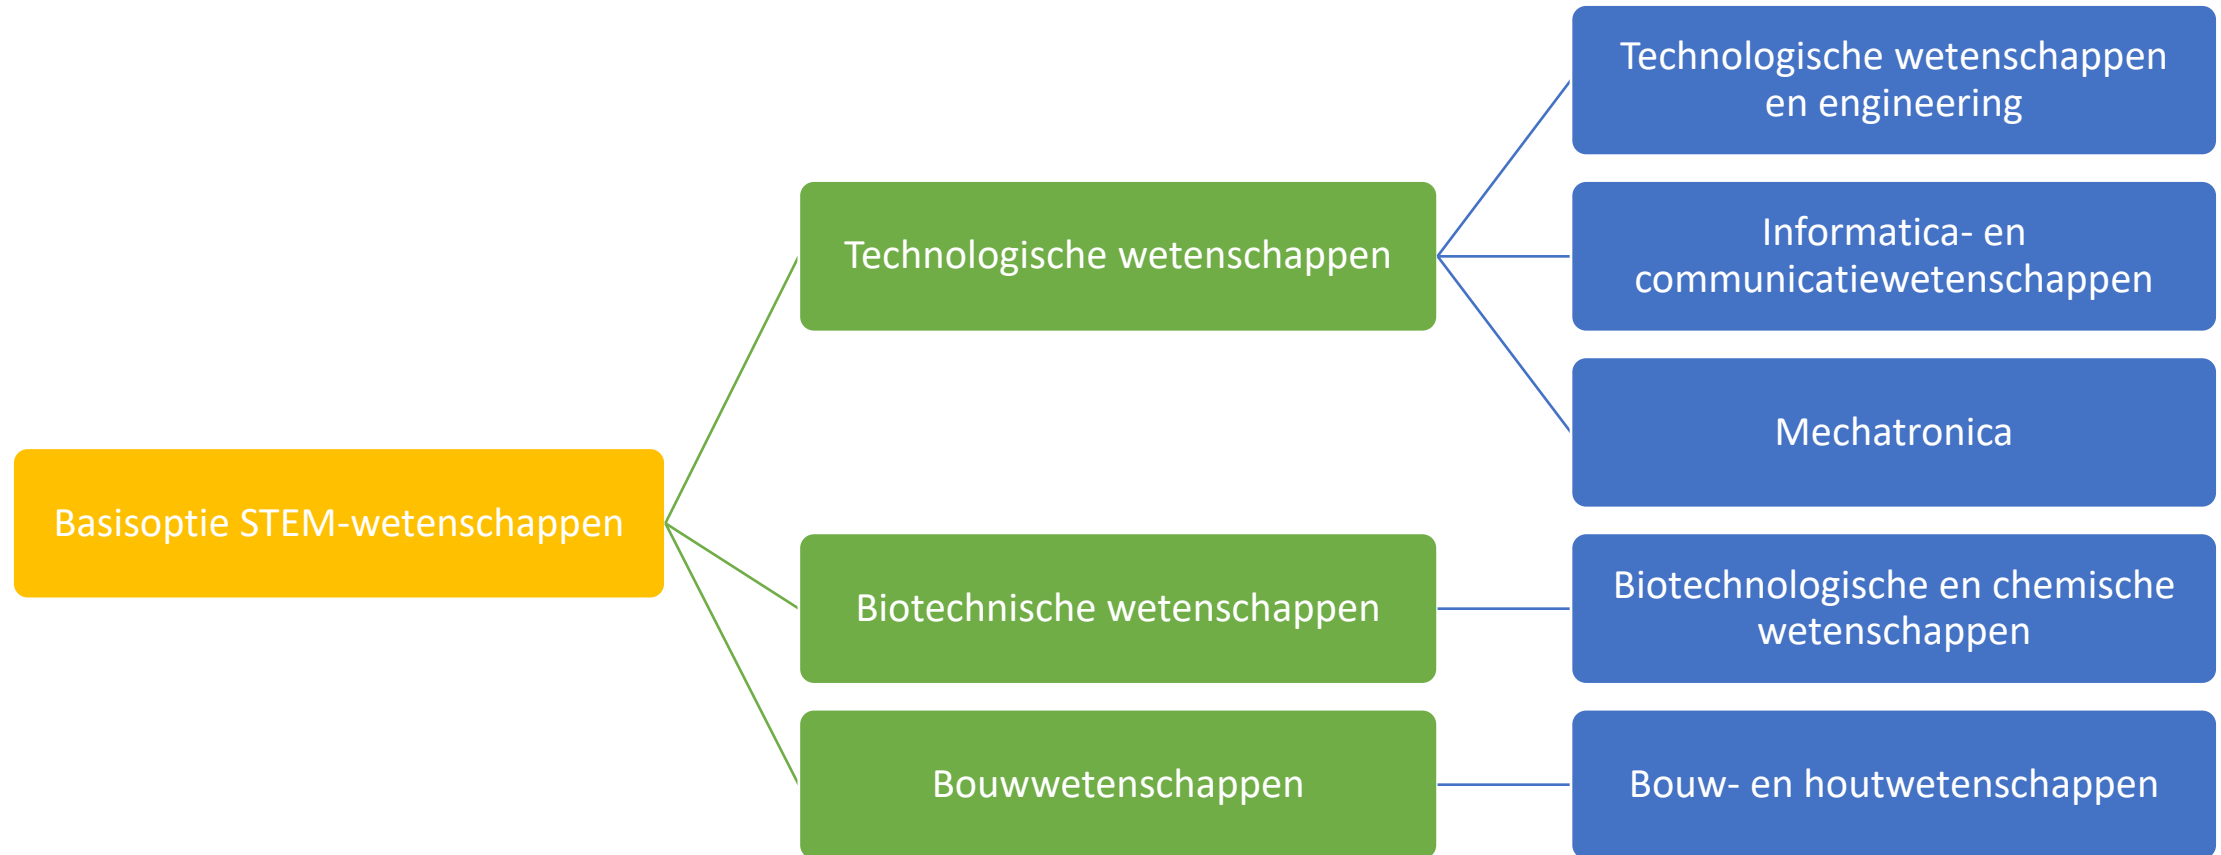 Basisoptie STEM-wetenschappen
Technologische wetenschappen
Technologische wetenschappen
en engineering
Informatica- en
communicatiewetenschappen
Mechatronica
Biotechnische wetenschappen
Biotechnologische en chemische
wetenschappen
Bouwwetenschappen
Bouw- en houtwetenschappen